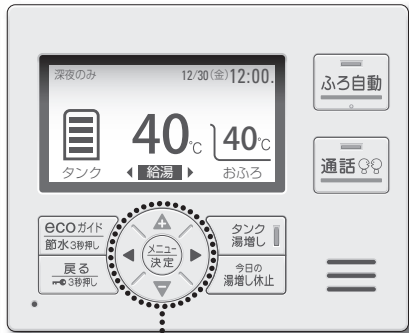 深夜のみ 12/30(金)12:00.
40℃ 40℃
タンク 給湯 おふろ
ふろ自動
通話
ecoガイド
節水3秒押し
戻る
3秒押し
メニュー
決定
タンク
湯増し
今日の
湯増し休止